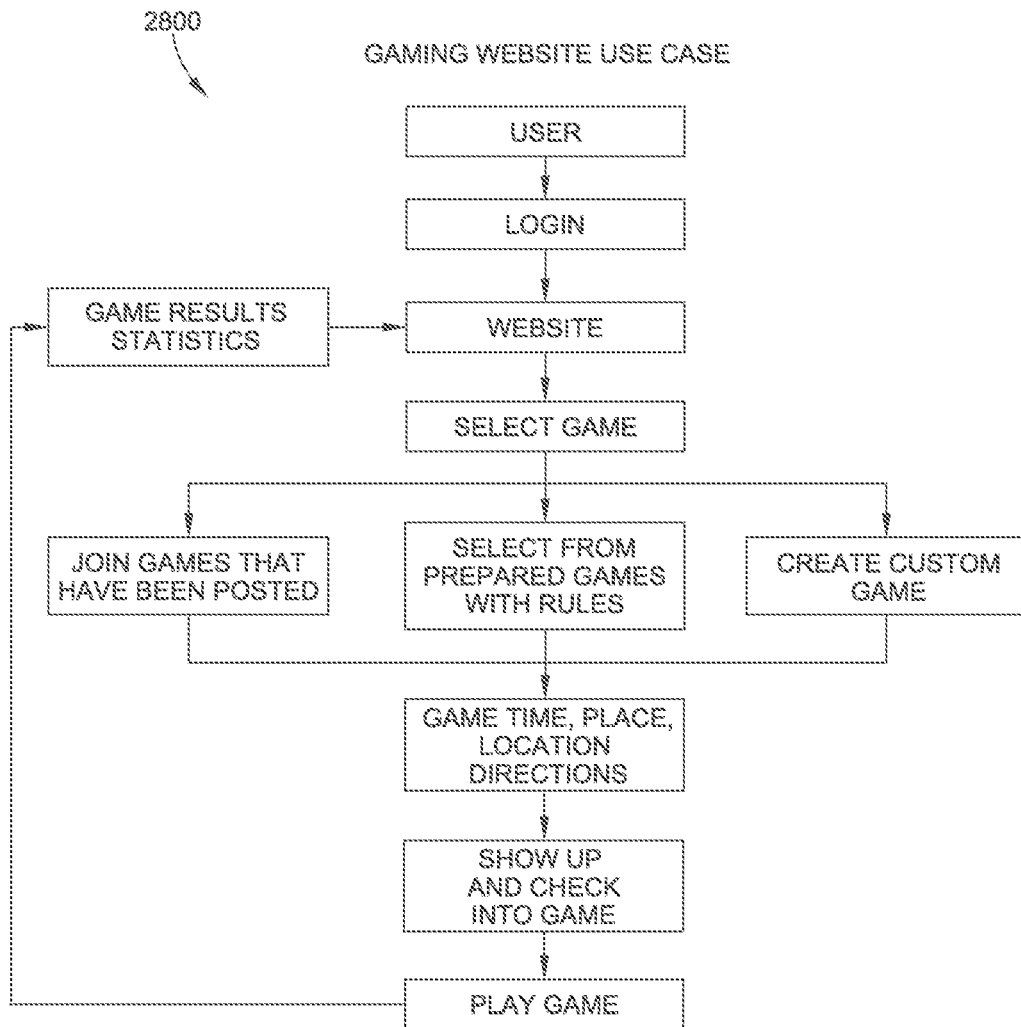 2800
GAMING WEBSITE USE CASE
USER
LOGIN
GAME RESULTS
STATISTICS
WEBSITE
SELECT GAME
JOIN GAMES THAT
HAVE BEEN POSTED
SELECT FROM
PREPARED GAMES
WITH RULES
CREATE CUSTOM
GAME
GAME TIME, PLACE,
LOCATION
DIRECTIONS
SHOW UP
AND CHECK
INTO GAME
PLAY GAME